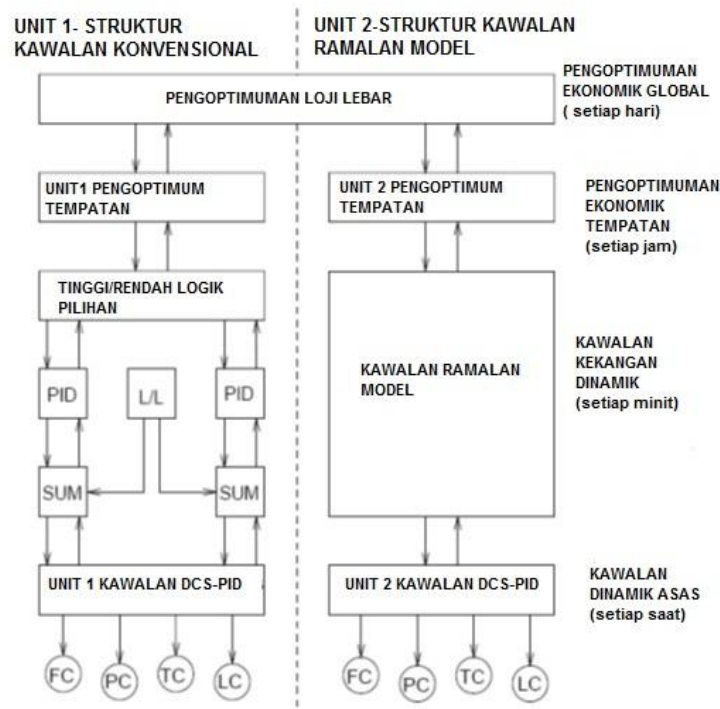 UNIT 1- STRUKTUR
KAWALAN KONVENSIONAL
UNIT 2-STRUKTUR KAWALAN
RAMALAN MODEL
PENGOPTIMUMAN LOJI LEBAR
PENGOPTIMUMAN
EKONOMIK GLOBAL
( setiap hari)
UNIT1 PENGOPTIMUM
TEMPATAN
UNIT 2 PENGOPTIMUM
TEMPATAN
PENGOPTIMUMAN
EKONOMIK
TEMPATAN
(setiap jam)
TINGGI/RENDAH LOGIK
PILIHAN
PID
L/L
PID
SUM
SUM
KAWALAN RAMALAN
MODEL
KAWALAN
KEKANGAN
DINAMIK
(setiap minit)
UNIT 1 KAWALAN DCS-PID
UNIT 2 KAWALAN DCS-PID
KAWALAN
DINAMIK ASAS
(setiap saat)
FC
PC
TC
LC
FC
PC
TC
LC